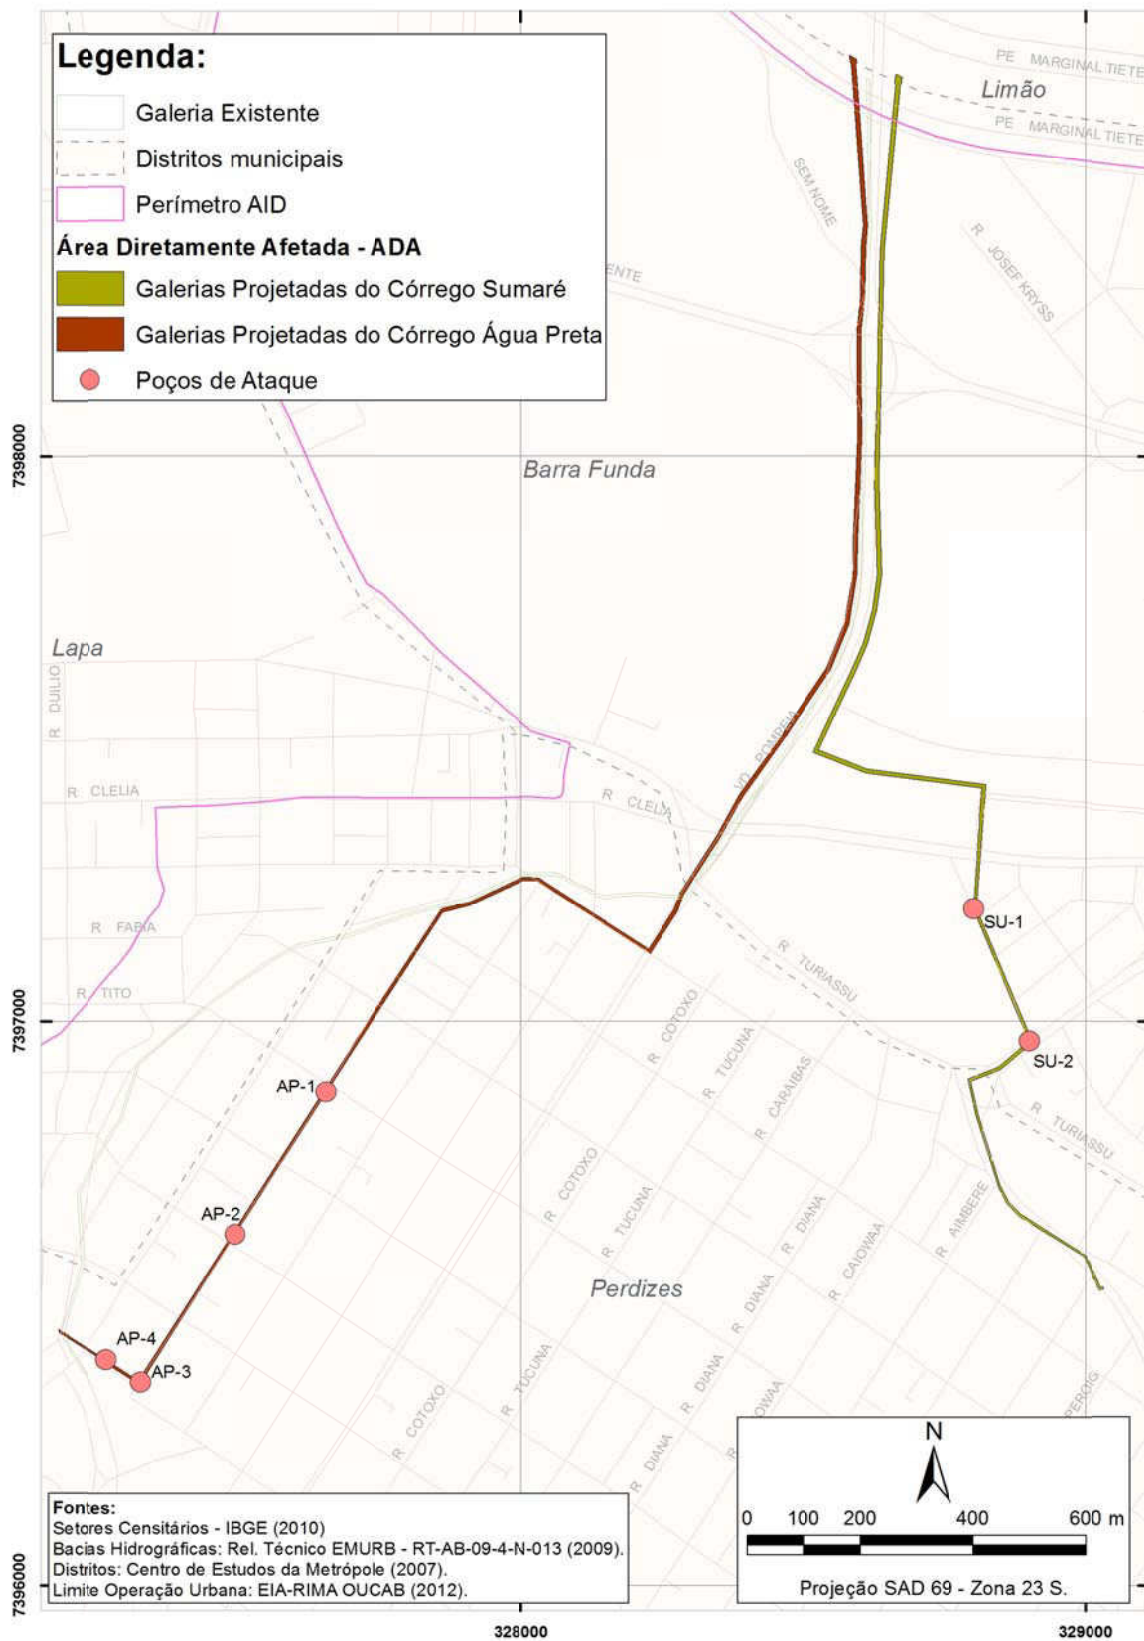 Legenda:
Galeria Existente
Distritos municipais
Perímetro AID
Área Diretamente Afetada - ADA
Galerias Projetadas do Córrego Sumaré
Galerias Projetadas do Córrego Água Preta
Poços de Ataque
PE MARGINAL TIETE
Limão
PE MARGINAL TIETE
SEM NOME
R JOSEF KRYSS
ENTE
7398000
Barra Funda
Lapa
R DUILIO
VD POMPEIA
R CLELIA
R CLELIA
SU-1
R FABIA
R TURIASSU
R TITO
7397000
R COTOXO
R TUCUNA
R CARAIBAS
SU-2
AP-1
R TURIASSU
R COTOXO
R TUCUNA
R DIANA
R AIMBERE
AP-2
R CAIOWAA
Perdizes
R DIANA
AP-4
AP-3
R TUCUNA
R DIANA
R COTOXO
OWAA
R
PEROIG
R DIANA
N
0 100 200 400 600 m
Projeção SAD 69 - Zona 23 S.
Fontes:
Setores Censitários - IBGE (2010)
Bacias Hidrográficas: Rel. Técnico EMURB - RT-AB-09-4-N-013 (2009).
Distritos: Centro de Estudos da Metrópole (2007).
Limite Operação Urbana: EIA-RIMA OUCAB (2012).
7396000
328000
329000